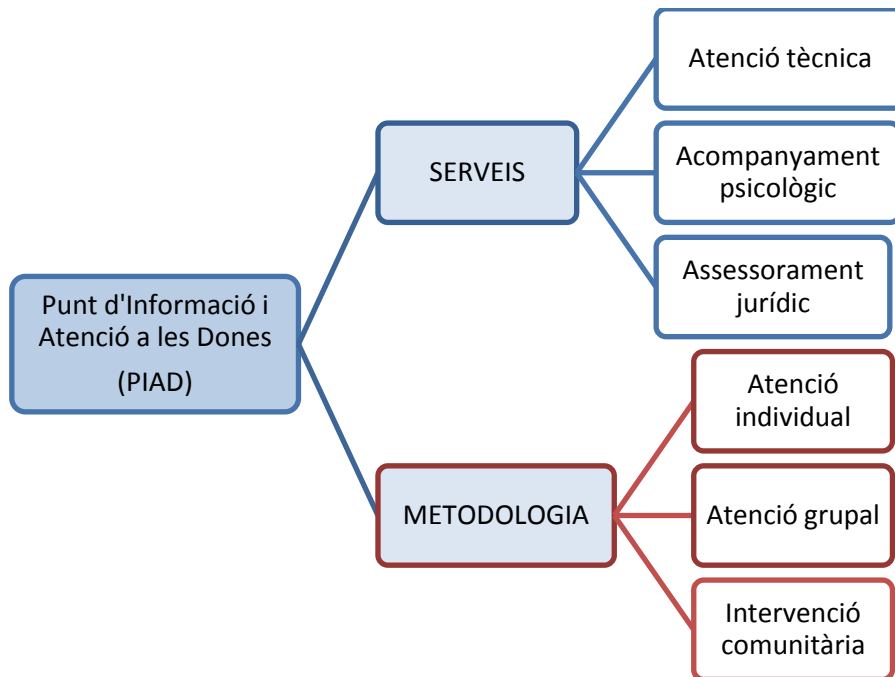 Punt d'Informació i
Atenció a les Dones
(PIAD)
SERVEIS
Atenció tècnica
Acompanyament
psicològic
Assessorament
jurídic
METODOLOGIA
Atenció
individual
Atenció grupal
Intervenció
comunitària